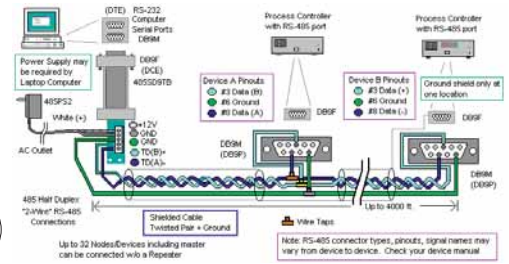 (DTE) RS-232
Computer
Serial Ports
DB9M
Power Supply may
be required by
Laptop Computer
DB9F
(DCE)
485SD9TB
485PS2
White (+)
AC Outlet
+12V
GND
GND
TD(B)+
TD(A)-
Process Controller
with RS-485 port
Device A Pinouts
#3 Data (B)
#6 Ground
#8 Data (A)
DB9F
DB9M
(DB9P)
Process Controller
with RS-485 port
Device B Pinouts
#3 Data (+)
#6 Ground
#8 Data (-)
Ground shield only at
one location
DB9F
DB9M
(DB9P)
485 Half Duplex
"2-Wire" RS-485
Connections
Shielded Cable
Twisted Pair + Ground
Up to 4000 ft.
Wire Taps
Up to 32 Nodes/Devices including master
can be connected w/o a Repeater
Note: RS-485 connector types, pinouts, signal names may
vary from device to device. Check your device manual